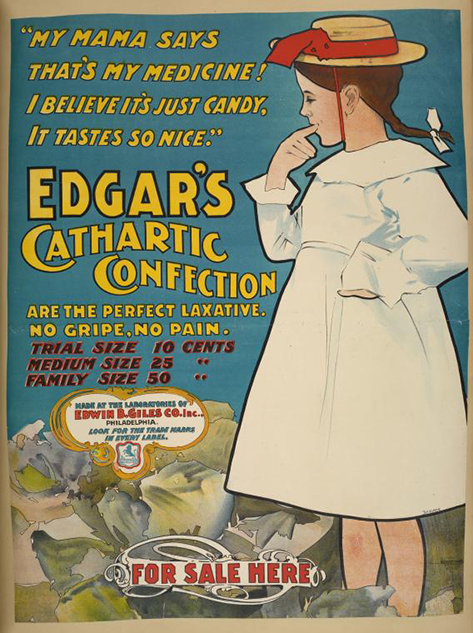 "MY MAMA SAYS
THAT'S MY MEDICINE!
I BELIEVE IT'S JUST CANDY,
IT TASTES SO NICE."
EDGAR'S
CATHARTIC
CONFECTION
ARE THE PERFECT LAXATIVE.
NO GRIPE, NO PAIN.
TRIAL SIZE 10 CENTS
MEDIUM SIZE 25 "
FAMILY SIZE 50 "
MADE AT THE LABORATORIES OF
EDWIN D. GILES CO. INC.,
PHILADELPHIA.
LOOK FOR THE TRADE MARKS
IN EVERY LABEL.
FOR SALE HERE